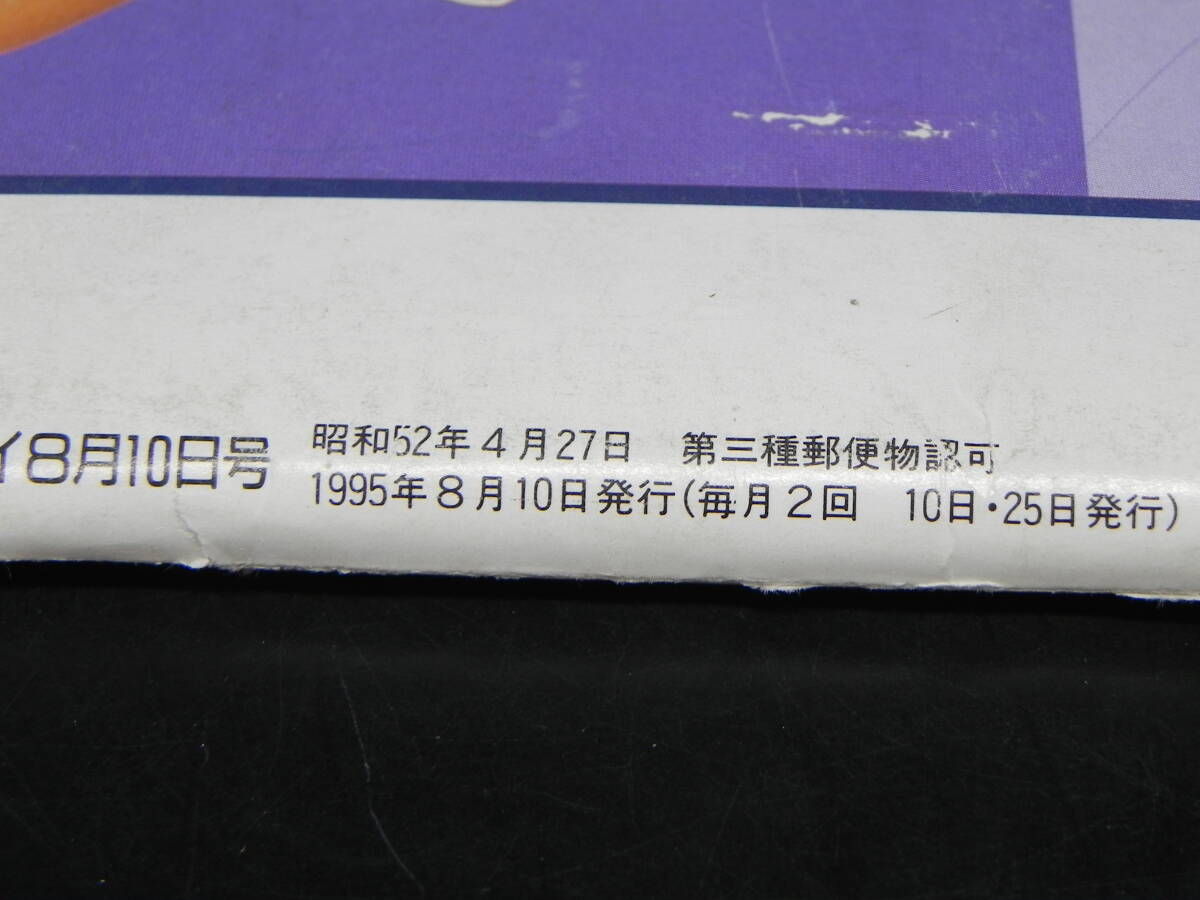 イ8月10日号
昭和52年4月27日 第三種郵便物認可
1995年8月10日発行(毎月2回 10日・25日発行)